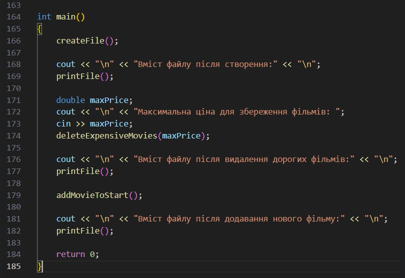 163
164 int main()
165 {
166     createFile();
167
168     cout << "\n" << "Вміст файлу після створення:" << "\n";
169     printFile();
170
171     double maxPrice;
172     cout << "\n" << "Максимальна ціна для збереження фільмів: ";
173     cin >> maxPrice;
174     deleteExpensiveMovies(maxPrice);
175
176     cout << "\n" << "Вміст файлу після видалення дорогих фільмів:" << "\n";
177     printFile();
178
179     addMovieToStart();
180
181     cout << "\n" << "Вміст файлу після додавання нового фільму:" << "\n";
182     printFile();
183
184     return 0;
185 }